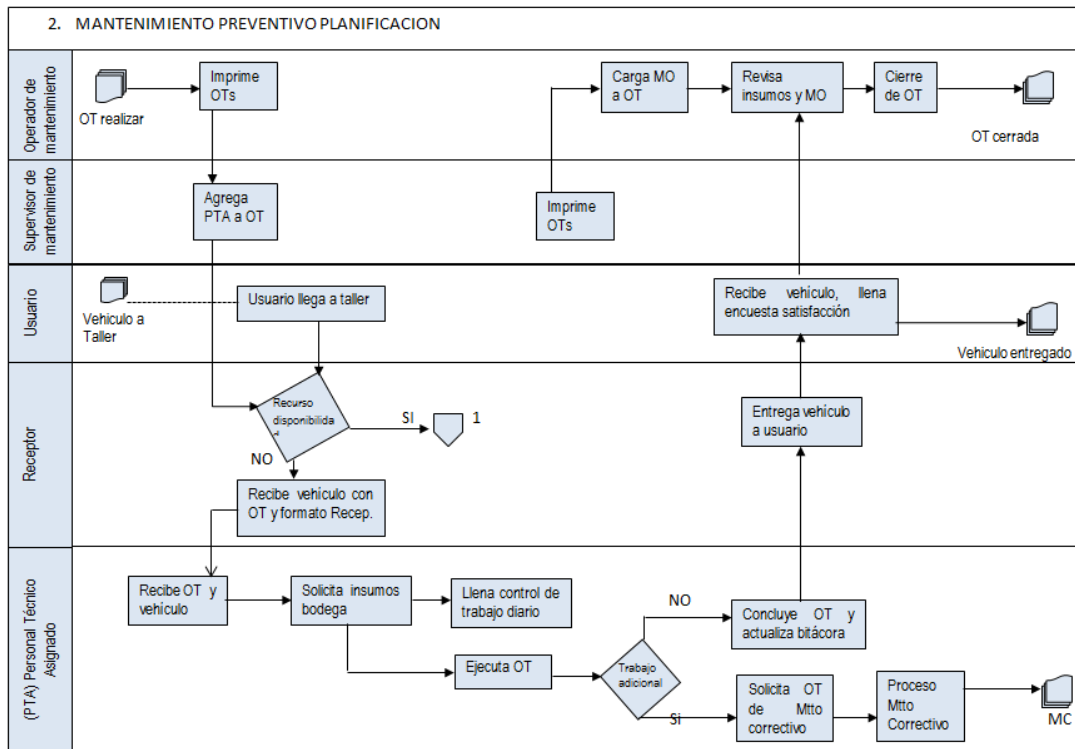 2. MANTENIMIENTO PREVENTIVO PLANIFICACION
Operador de
mantenimiento
OT realizar
Imprime
OTs
Carga MO
a OT
Revisa
insumos y MO
Cierre
de OT
OT cerrada
Supervisor de
mantenimiento
Agrega
PTA a OT
Imprime
OTs
Usuario
Vehiculo a
Taller
Usuario llega a taller
Recibe vehículo, llena
encuesta satisfacción
Vehiculo entregado
Receptor
Recurso
disponibilida
SI
1
NO
Recibe vehículo con
OT y formato Recep.
Entrega vehículo
a usuario
(PTA) Personal Técnico
Asignado
Recibe OT y
vehículo
Solicita insumos
bodega
Llena control de
trabajo diario
Ejecuta OT
Trabajo
adicional
NO
Concluye OT y
actualiza bitácora
Si
Solicita OT
de Mtto
correctivo
Proceso
Mtto
Correctivo
MC